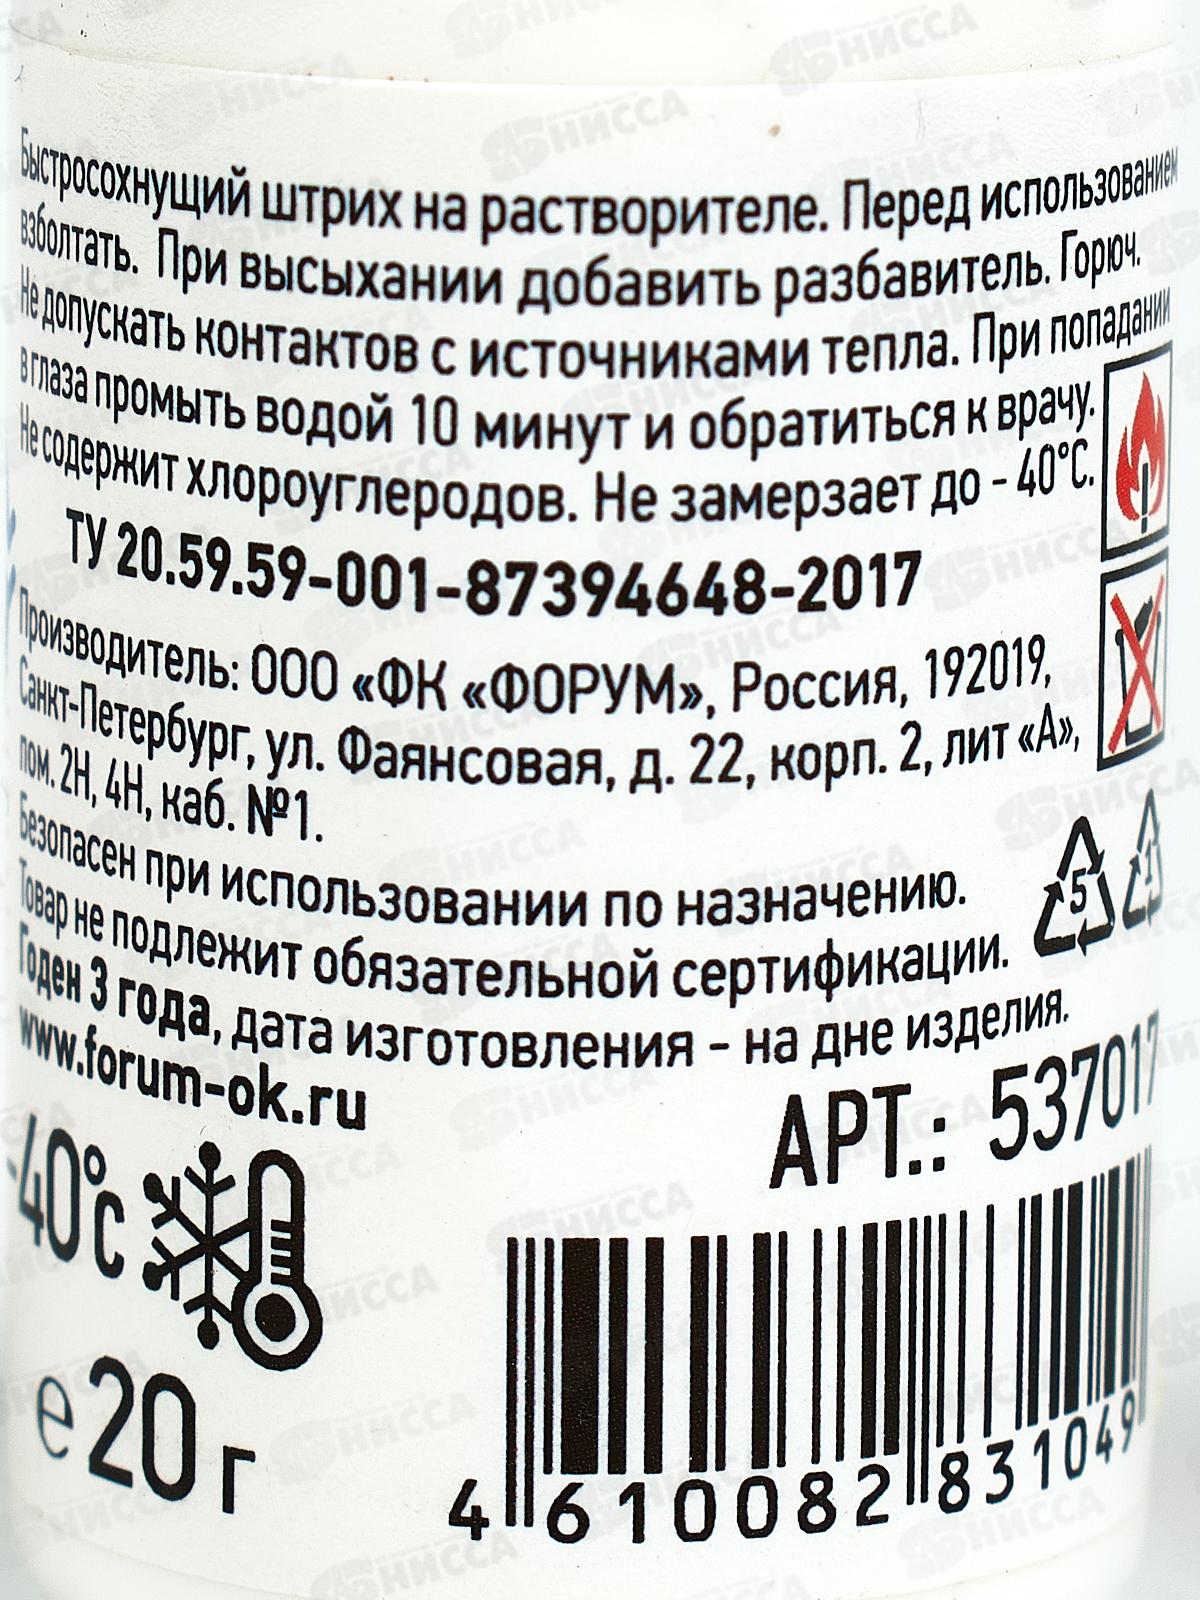 Быстросохнущий штрих на растворителе. Перед использованием
взболтать. При высыхании добавить разбавитель. Горюч.
Не допускать контактов с источниками тепла. При попадании
в глаза промыть водой 10 минут и обратиться к врачу.
Не содержит хлороуглеродов. Не замерзает до - 40°С.
ТУ 20.59.59-001-87394648-2017
Производитель: ООО «ФК «ФОРУМ», Россия, 192019,
Санкт-Петербург, ул. Фаянсовая, д. 22, корп. 2, лит «А»,
пом. 2Н, 4Н, каб. №1.
Безопасен при использовании по назначению.
Товар не подлежит обязательной сертификации.
5
1
Годен 3 года, дата изготовления - на дне изделия.
www.forum-ok.ru
АРТ.: 537017
-40°с
℮ 20 г
4 610082 831049
НИССА